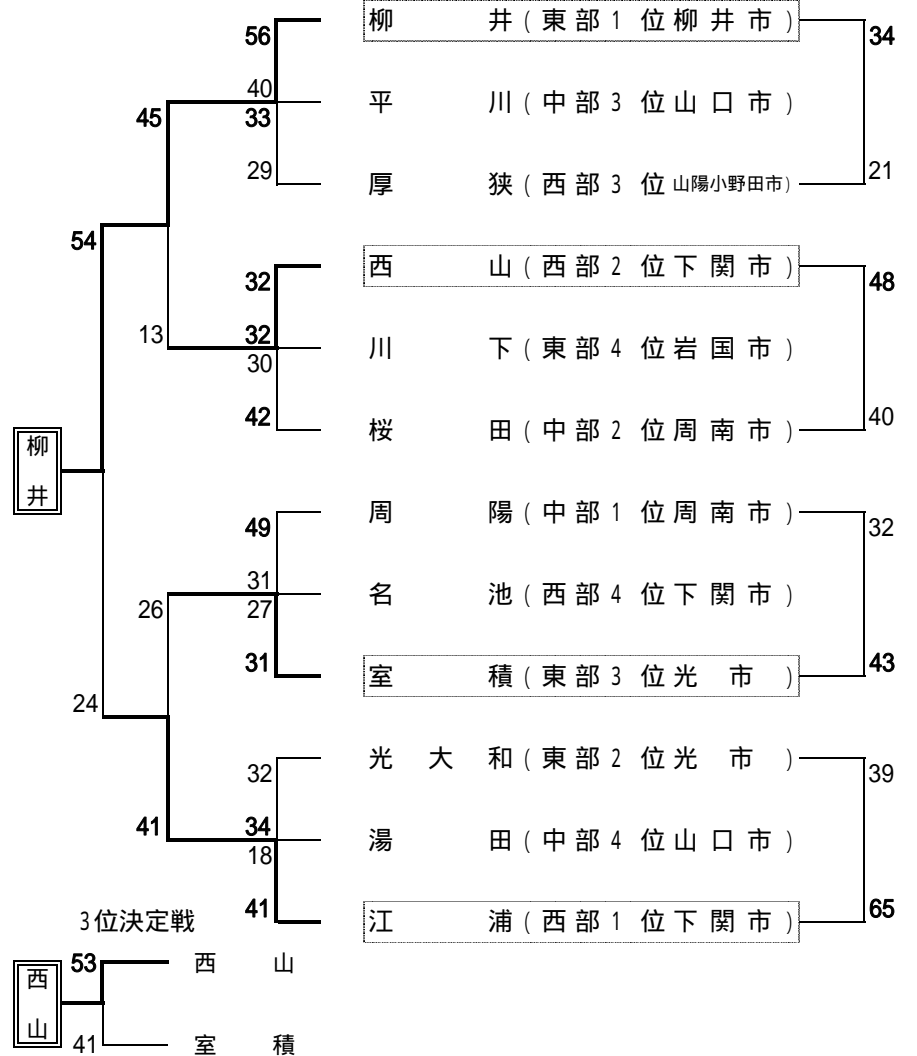 56 柳 井 (東部1位柳井市) 34
40
平 川 (中部3位山口市)
45 33
29 厚 狭 (西部3位山陽小野田市) 21
54
32 西 山 (西部2位下関市) 48
13 32
川 下 (東部4位岩国市)
30
42 桜 田 (中部2位周南市) 40
柳井
49 周 陽 (中部1位周南市) 32
31
名 池 (西部4位下関市)
26 27
31 室 積 (東部3位光 市) 43
24
32 光 大 和 (東部2位光 市) 39
41 34
湯 田 (中部4位山口市)
18
41 江 浦 (西部1位下関市) 65
3位決定戦
53 西 山
西山
41 室 積